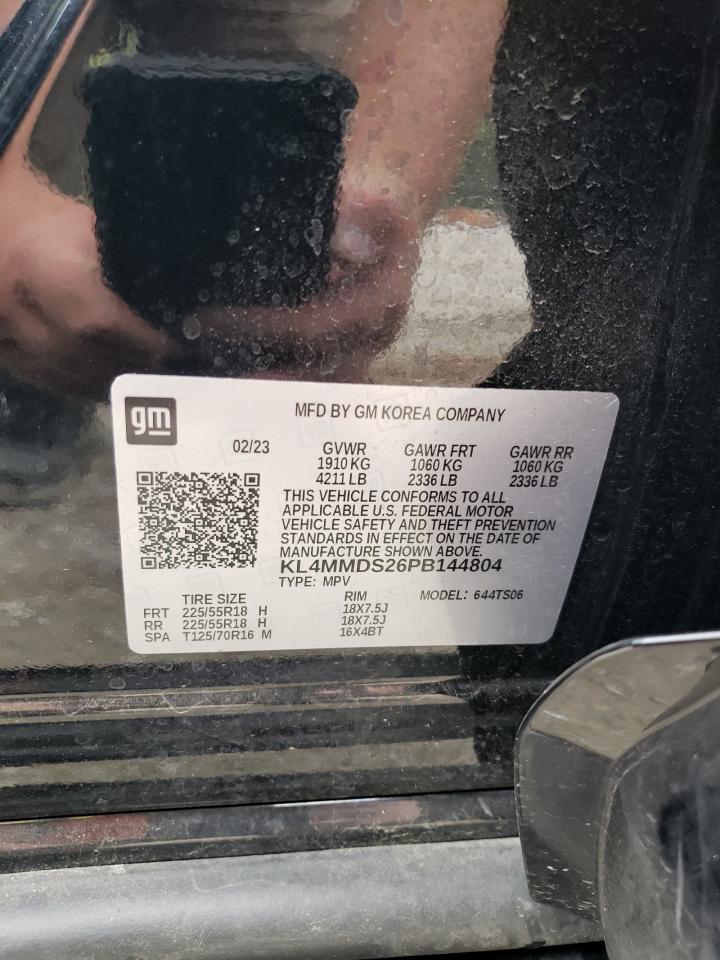 gm
MFD BY GM KOREA COMPANY
02/23 GVWR GAWR FRT GAWR RR
1910 KG 1060 KG 1060 KG
4211 LB 2336 LB 2336 LB
THIS VEHICLE CONFORMS TO ALL
APPLICABLE U.S. FEDERAL MOTOR
VEHICLE SAFETY AND THEFT PREVENTION
STANDARDS IN EFFECT ON THE DATE OF
MANUFACTURE SHOWN ABOVE.
KL4MMDS26PB144804
TYPE: MPV
TIRE SIZE RIM MODEL: 644TS06
FRT 225/55R18 H 18X7.5J
RR 225/55R18 H 18X7.5J
SPA T125/70R16 M 16X4BT